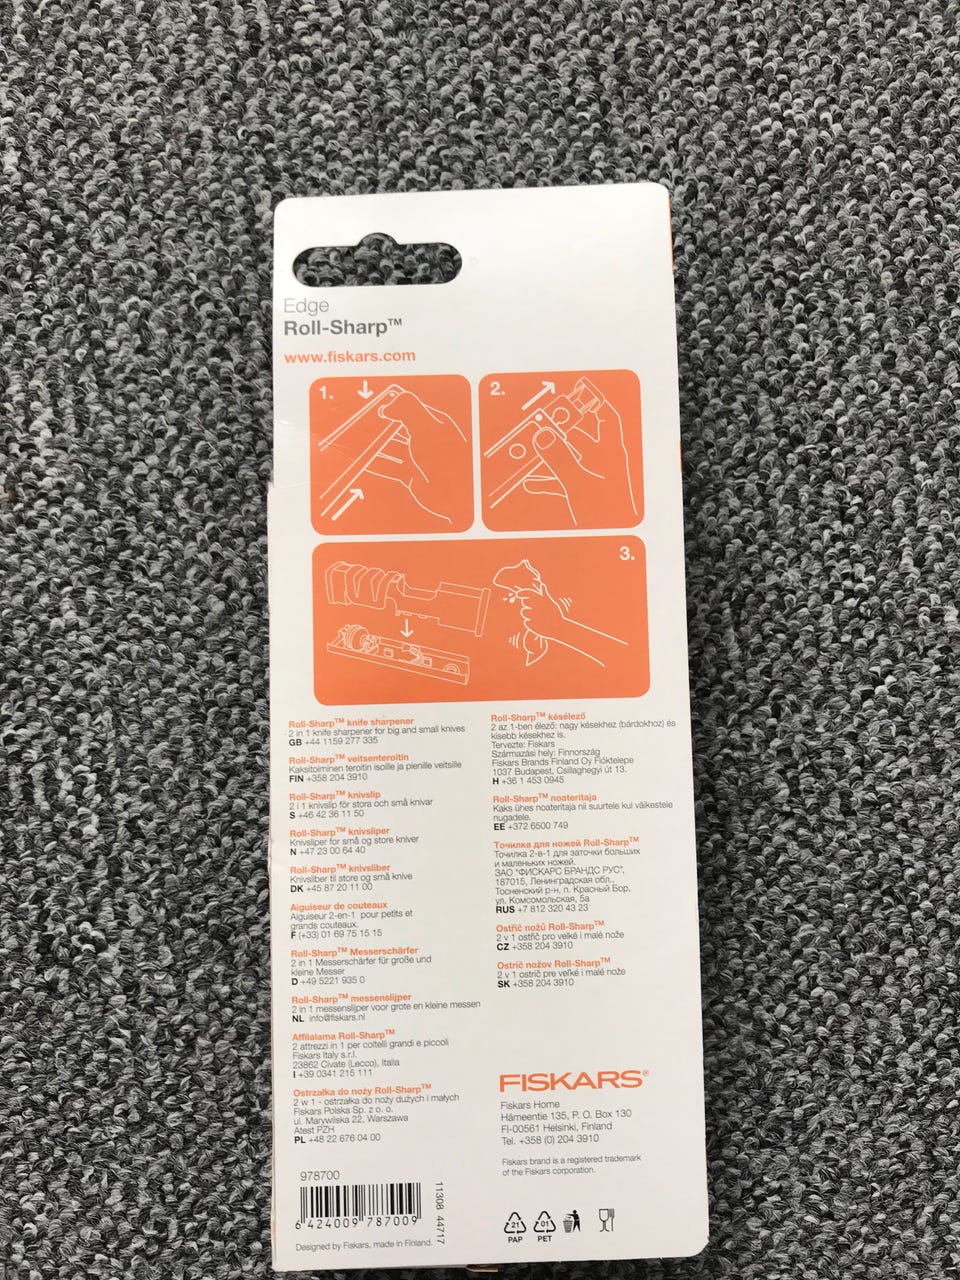 Edge
Roll-Sharp™
www.fiskars.com
1.
2.
3.
Roll-Sharp™ knife sharpener
2 in 1 knife sharpener for big and small knives
GB +44 1159 277 335
Roll-Sharp™ veitsenteroitin
Kaksitoiminen teroitin isoille ja pienille veitsille
FIN +358 204 3910
Roll-Sharp™ knivslip
2 i 1 knivslip för stora och små knivar
S +46 42 36 11 50
Roll-Sharp™ knivsliper
Knivsliper for små og store kniver
N +47 23 00 64 40
Roll-Sharp™ knivsliber
Knivsliber til store og små knive
DK +45 87 20 11 00
Aiguiseur de couteaux
Aiguiseur 2-en-1 pour petits et
grands couteaux.
F (+33) 01 69 75 15 15
Roll-Sharp™ Messerschärfer
2 in 1 Messerschärfer für große und
kleine Messer
D +49 5221 935 0
Roll-Sharp™ messenslijper
2 in 1 messenslijper voor grote en kleine messen
NL info@fiskars.nl
Affilalama Roll-Sharp™
2 attrezzi in 1 per coltelli grandi e piccoli
Fiskars Italy s.r.l.
23862 Civate (Lecco), Italia
I +39 0341 215 111
Ostrzałka do noży Roll-Sharp™
2 w 1 - ostrzałka do noży dużych i małych
Fiskars Polska Sp. z o. o.
ul. Marywilska 22, Warszawa
Atest PZH
PL +48 22 676 04 00
Roll-Sharp™ késélező
2 az 1-ben élező: nagy késekhez (bárdokhoz) és
kisebb késekhez is.
Tervezte: Fiskars
Származási hely: Finnország
Fiskars Brands Finland Oy Fióktelepe
1037 Budapest, Csillaghegyi út 13.
H +36 1 453 0945
Roll-Sharp™ noateritaja
Kaks ühes noateritaja nii suurtele kui väikesteie
nugadele.
EE +372 6500 749
Точилка для ножей Roll-Sharp™
Точилка 2-в-1 для заточки больших
и маленьких ножей.
ЗАО "ФИСКАРС БРАНДС РУС",
187015, Ленинградская обл.,
Тосненский р-н, п. Красный Бор,
ул. Комсомольская, 5а
RUS +7 812 320 43 23
Ostřič nožů Roll-Sharp™
2 v 1 ostřič pro velké i malé nože
CZ +358 204 3910
Ostrič nožov Roll-Sharp™
2 v 1 ostrič pre veľké i malé nože
SK +358 204 3910
FISKARS®
Fiskars Home
Hämeentie 135, P. O. Box 130
FI-00561 Helsinki, Finland
Tel. +358 (0) 204 3910
Fiskars brand is a registered trademark
of the Fiskars corporation.
978700
6 424009 787009
11308 44717
Designed by Fiskars, made in Finland.
21
PAP
01
PET